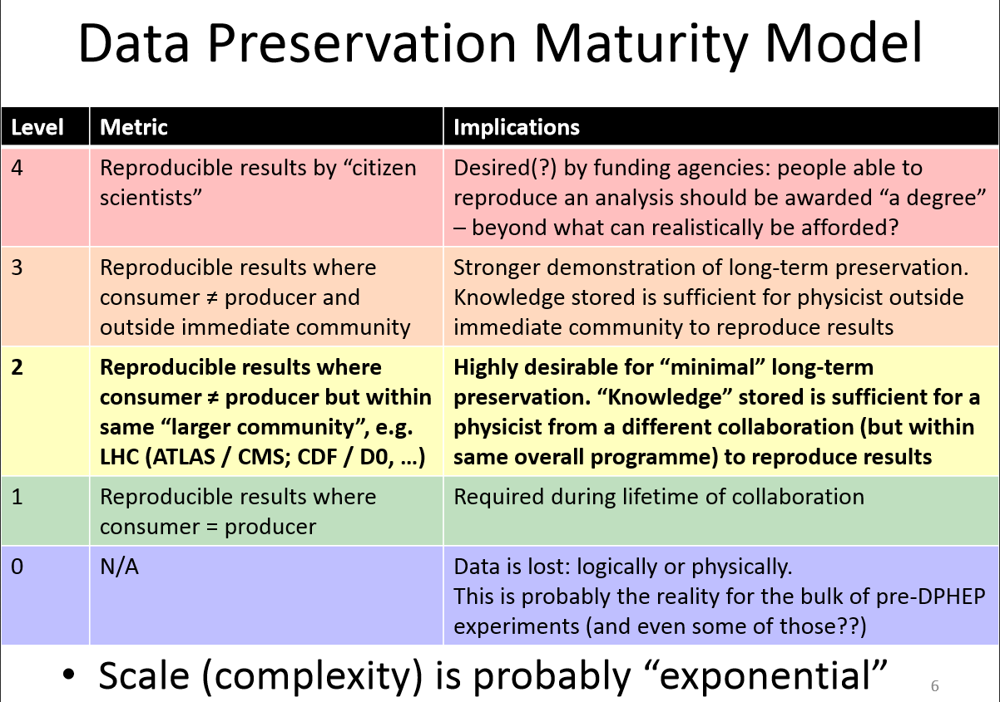 Data Preservation Maturity Model
Level Metric Implications
4 Reproducible results by “citizen scientists” Desired(?) by funding agencies: people able to reproduce an analysis should be awarded “a degree” – beyond what can realistically be afforded?
3 Reproducible results where consumer ≠ producer and outside immediate community Stronger demonstration of long-term preservation. Knowledge stored is sufficient for physicist outside immediate community to reproduce results
2 Reproducible results where consumer ≠ producer but within same “larger community”, e.g. LHC (ATLAS / CMS; CDF / D0, …) Highly desirable for “minimal” long-term preservation. “Knowledge” stored is sufficient for a physicist from a different collaboration (but within same overall programme) to reproduce results
1 Reproducible results where consumer = producer Required during lifetime of collaboration
0 N/A Data is lost: logically or physically. This is probably the reality for the bulk of pre-DPHEP experiments (and even some of those??)
• Scale (complexity) is probably “exponential”
6